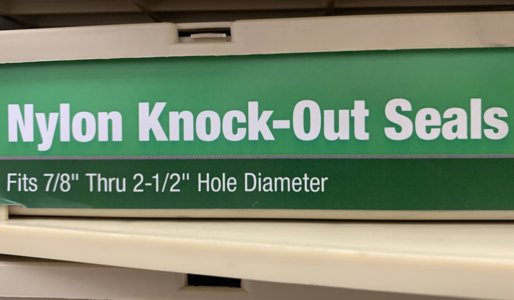 Nylon Knock-Out Seals
Fits 7/8" Thru 2-1/2" Hole Diameter